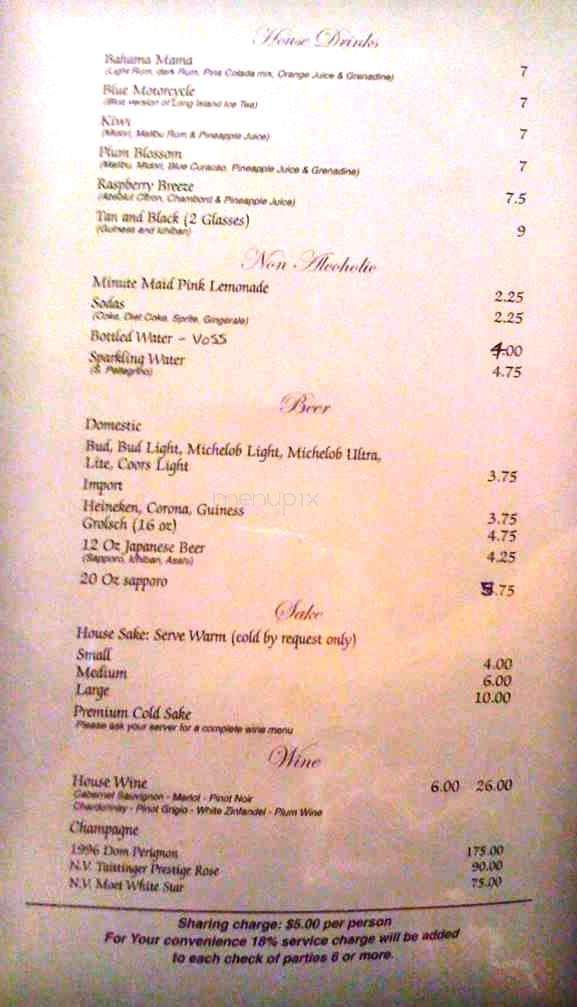 House Drinks
Bahama Mama 7
(Light Rum, dark Rum, Pina Colada mix, Orange Juice & Grenadine)
Blue Motorcycle 7
(Blue version of Long Island Ice Tea)
Kiwi 7
(Midori, Malibu Rum & Pineapple Juice)
Plum Blossom 7
(Malibu, Midori, Blue Curacao, Pineapple Juice & Grenadine)
Raspberry Breeze 7.5
(Absolut Citron, Chambord & Pineapple Juice)
Tan and Black (2 Glasses) 9
(Guiness and Ichiban)
Non Alcoholic
Minute Maid Pink Lemonade 2.25
Sodas 2.25
(Coke, Diet Coke, Sprite, Gingerale)
Bottled Water - VOSS 4.00
Sparkling Water 4.75
(S. Pellegrino)
Beer
Domestic
Bud, Bud Light, Michelob Light, Michelob Ultra,
Lite, Coors Light 3.75
Import
Heineken, Corona, Guiness 3.75
Grolsch (16 oz) 4.75
12 Oz Japanese Beer 4.25
(Sapporo, Ichiban, Asahi)
20 Oz sapporo .75
menupix
Sake
House Sake: Serve Warm (cold by request only)
Small 4.00
Medium 6.00
Large 10.00
Premium Cold Sake
Please ask your server for a complete wine menu
Wine
House Wine 6.00 26.00
Cabernet Sauvignon - Merlot - Pinot Noir
Chardonnay - Pinot Grigio - White Zinfandel - Plum Wine
Champagne
1996 Dom Perignon 175.00
N.V. Taittinger Prestige Rose 90.00
N.V. Moet White Star 75.00
Sharing charge: $5.00 per person
For Your convenience 18% service charge will be added
to each check of parties 6 or more.